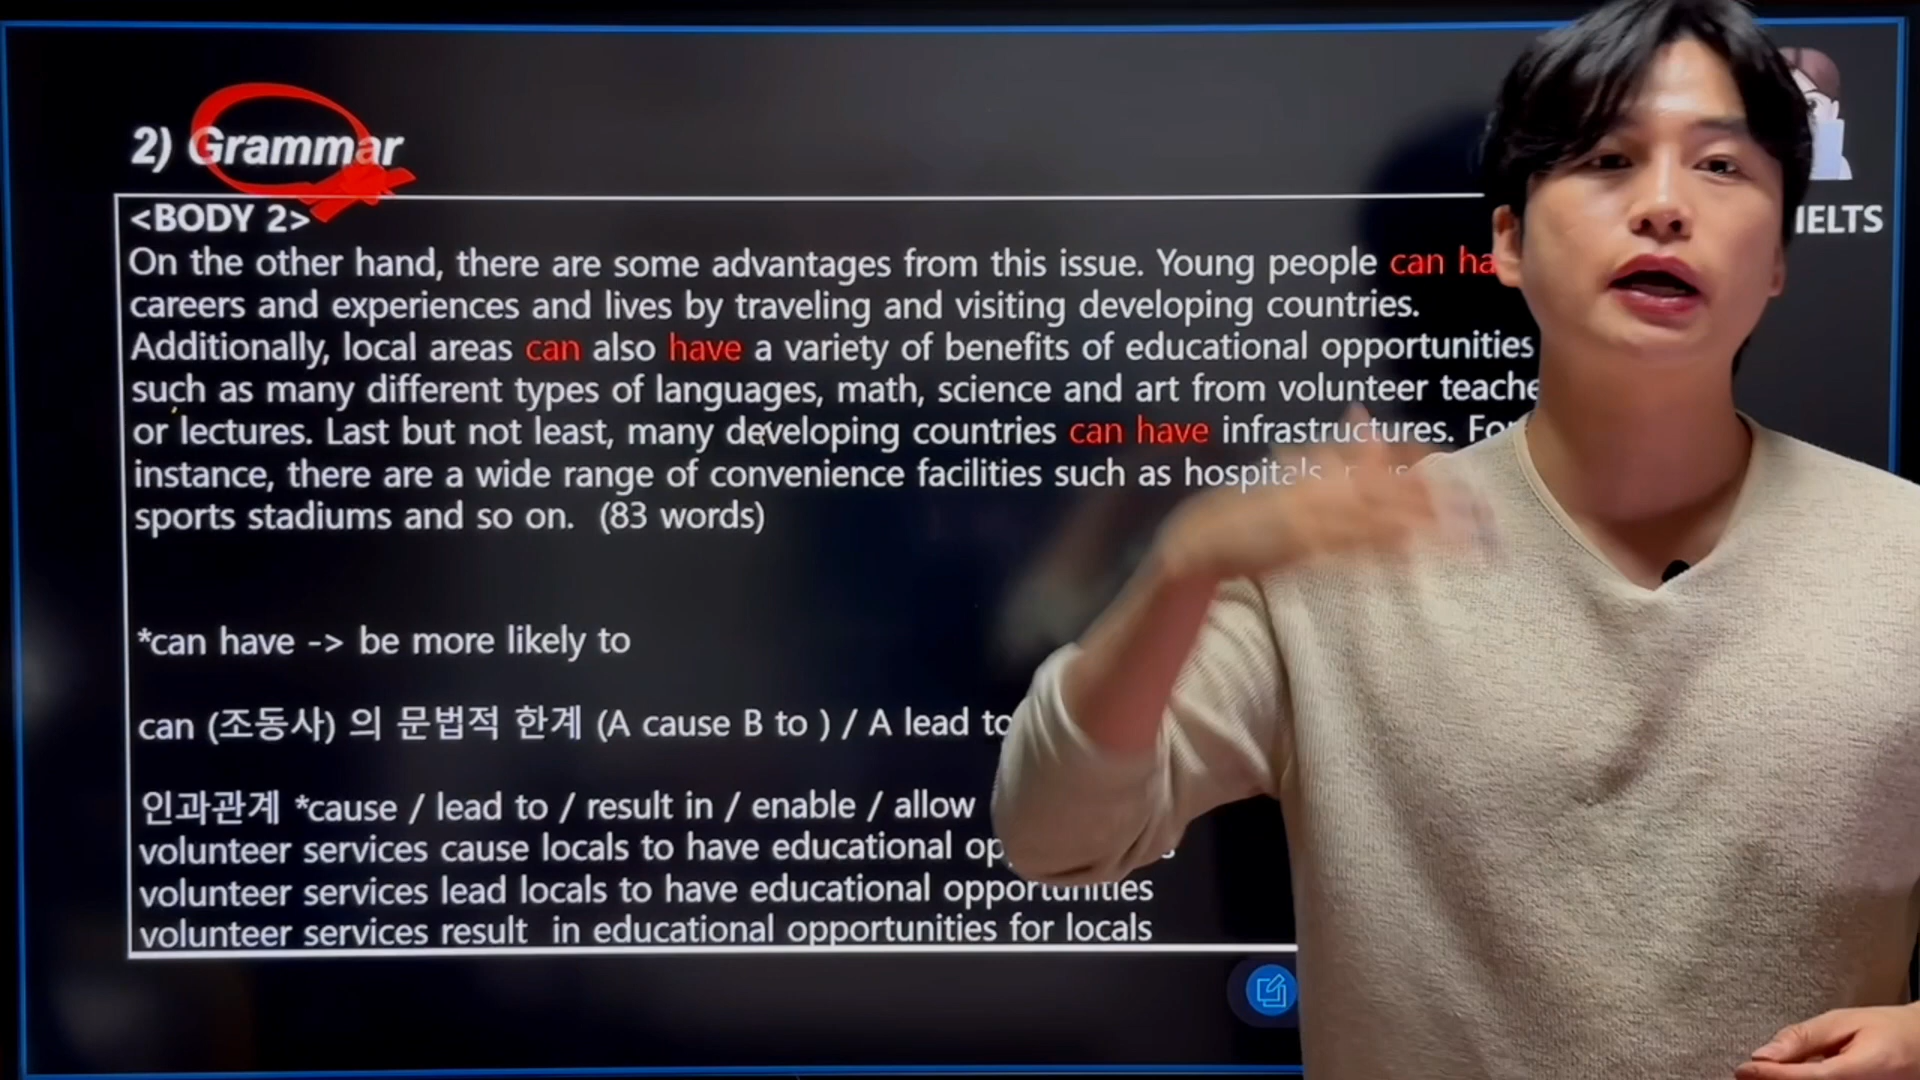 2) Grammar
IELTS
<BODY 2>
On the other hand, there are some advantages from this issue. Young people can
careers and experiences and lives by traveling and visiting developing countries.
Additionally, local areas can also have a variety of benefits of educational opportunities
such as many different types of languages, math, science and art from volunteer
or lectures. Last but not least, many developing countries can have infrastructures. For
instance, there are a wide range of convenience facilities such as hospitals,
sports stadiums and so on. (83 words)
*can have -> be more likely to
can (조동사) 의 문법적 한계 (A cause B to ) / A lead to
인과관계 *cause / lead to / result in / enable / allow
volunteer services cause locals to have educational
volunteer services lead locals to have educational opportunities
volunteer services result in educational opportunities for locals